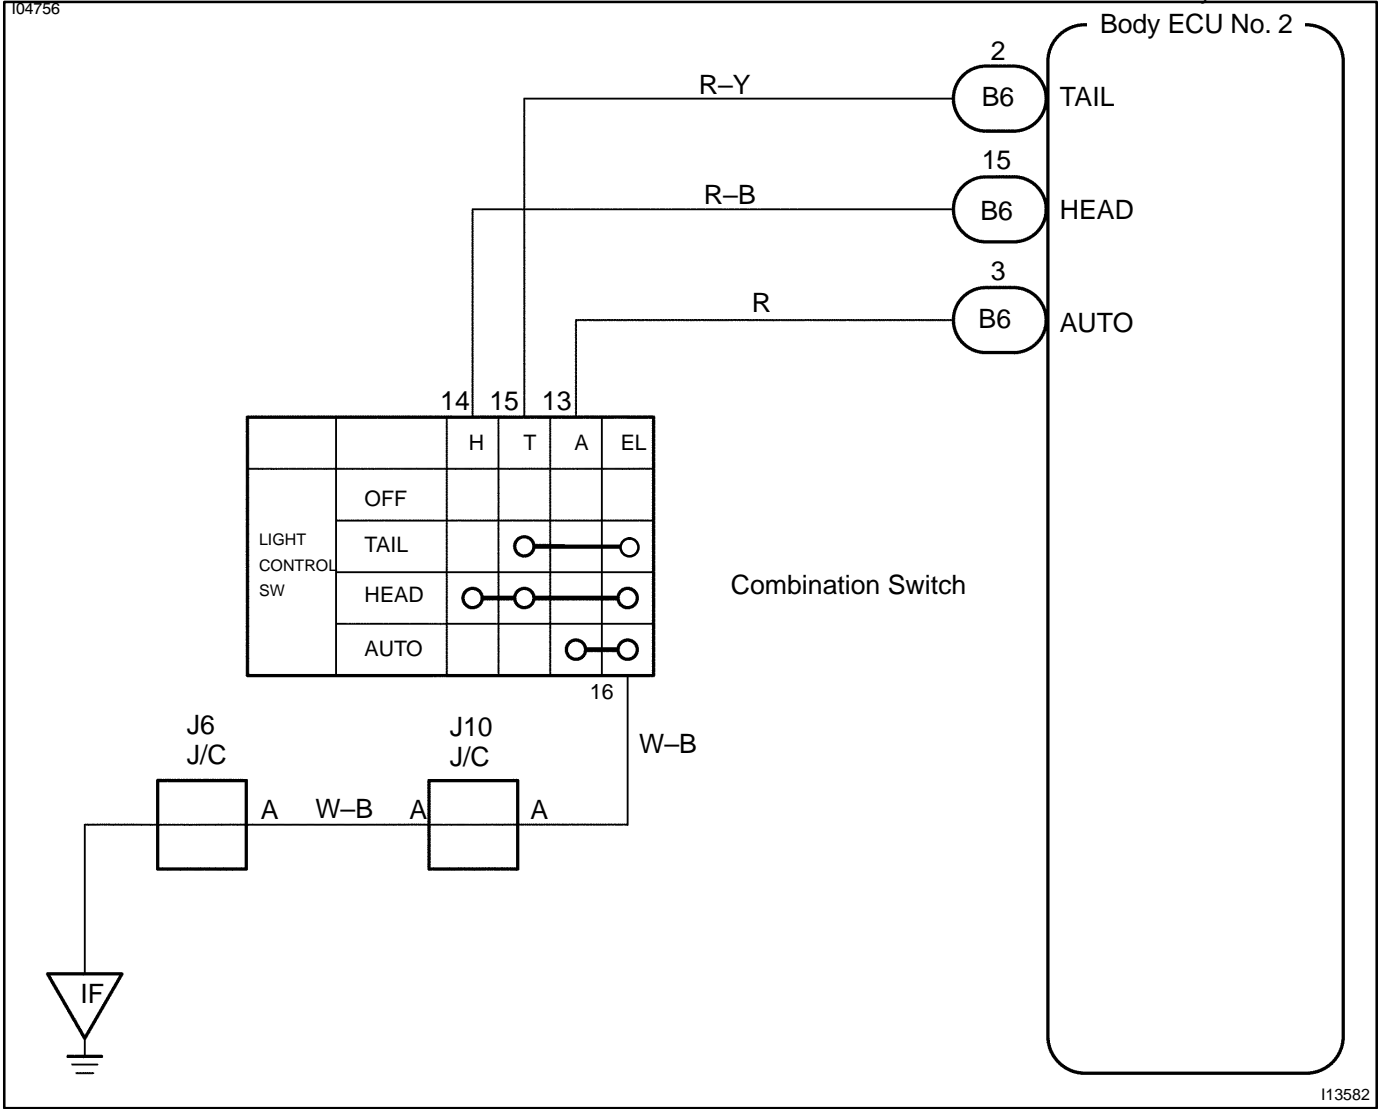 I04756
Body ECU No. 2
2
R–Y
B6
TAIL
15
R–B
B6
HEAD
3
R
B6
AUTO
14 15 13
H T A EL
OFF
LIGHT
CONTROL
SW
TAIL
HEAD
AUTO
Combination Switch
16
W–B
J6
J/C
J10
J/C
A W–B A A
IF
I13582